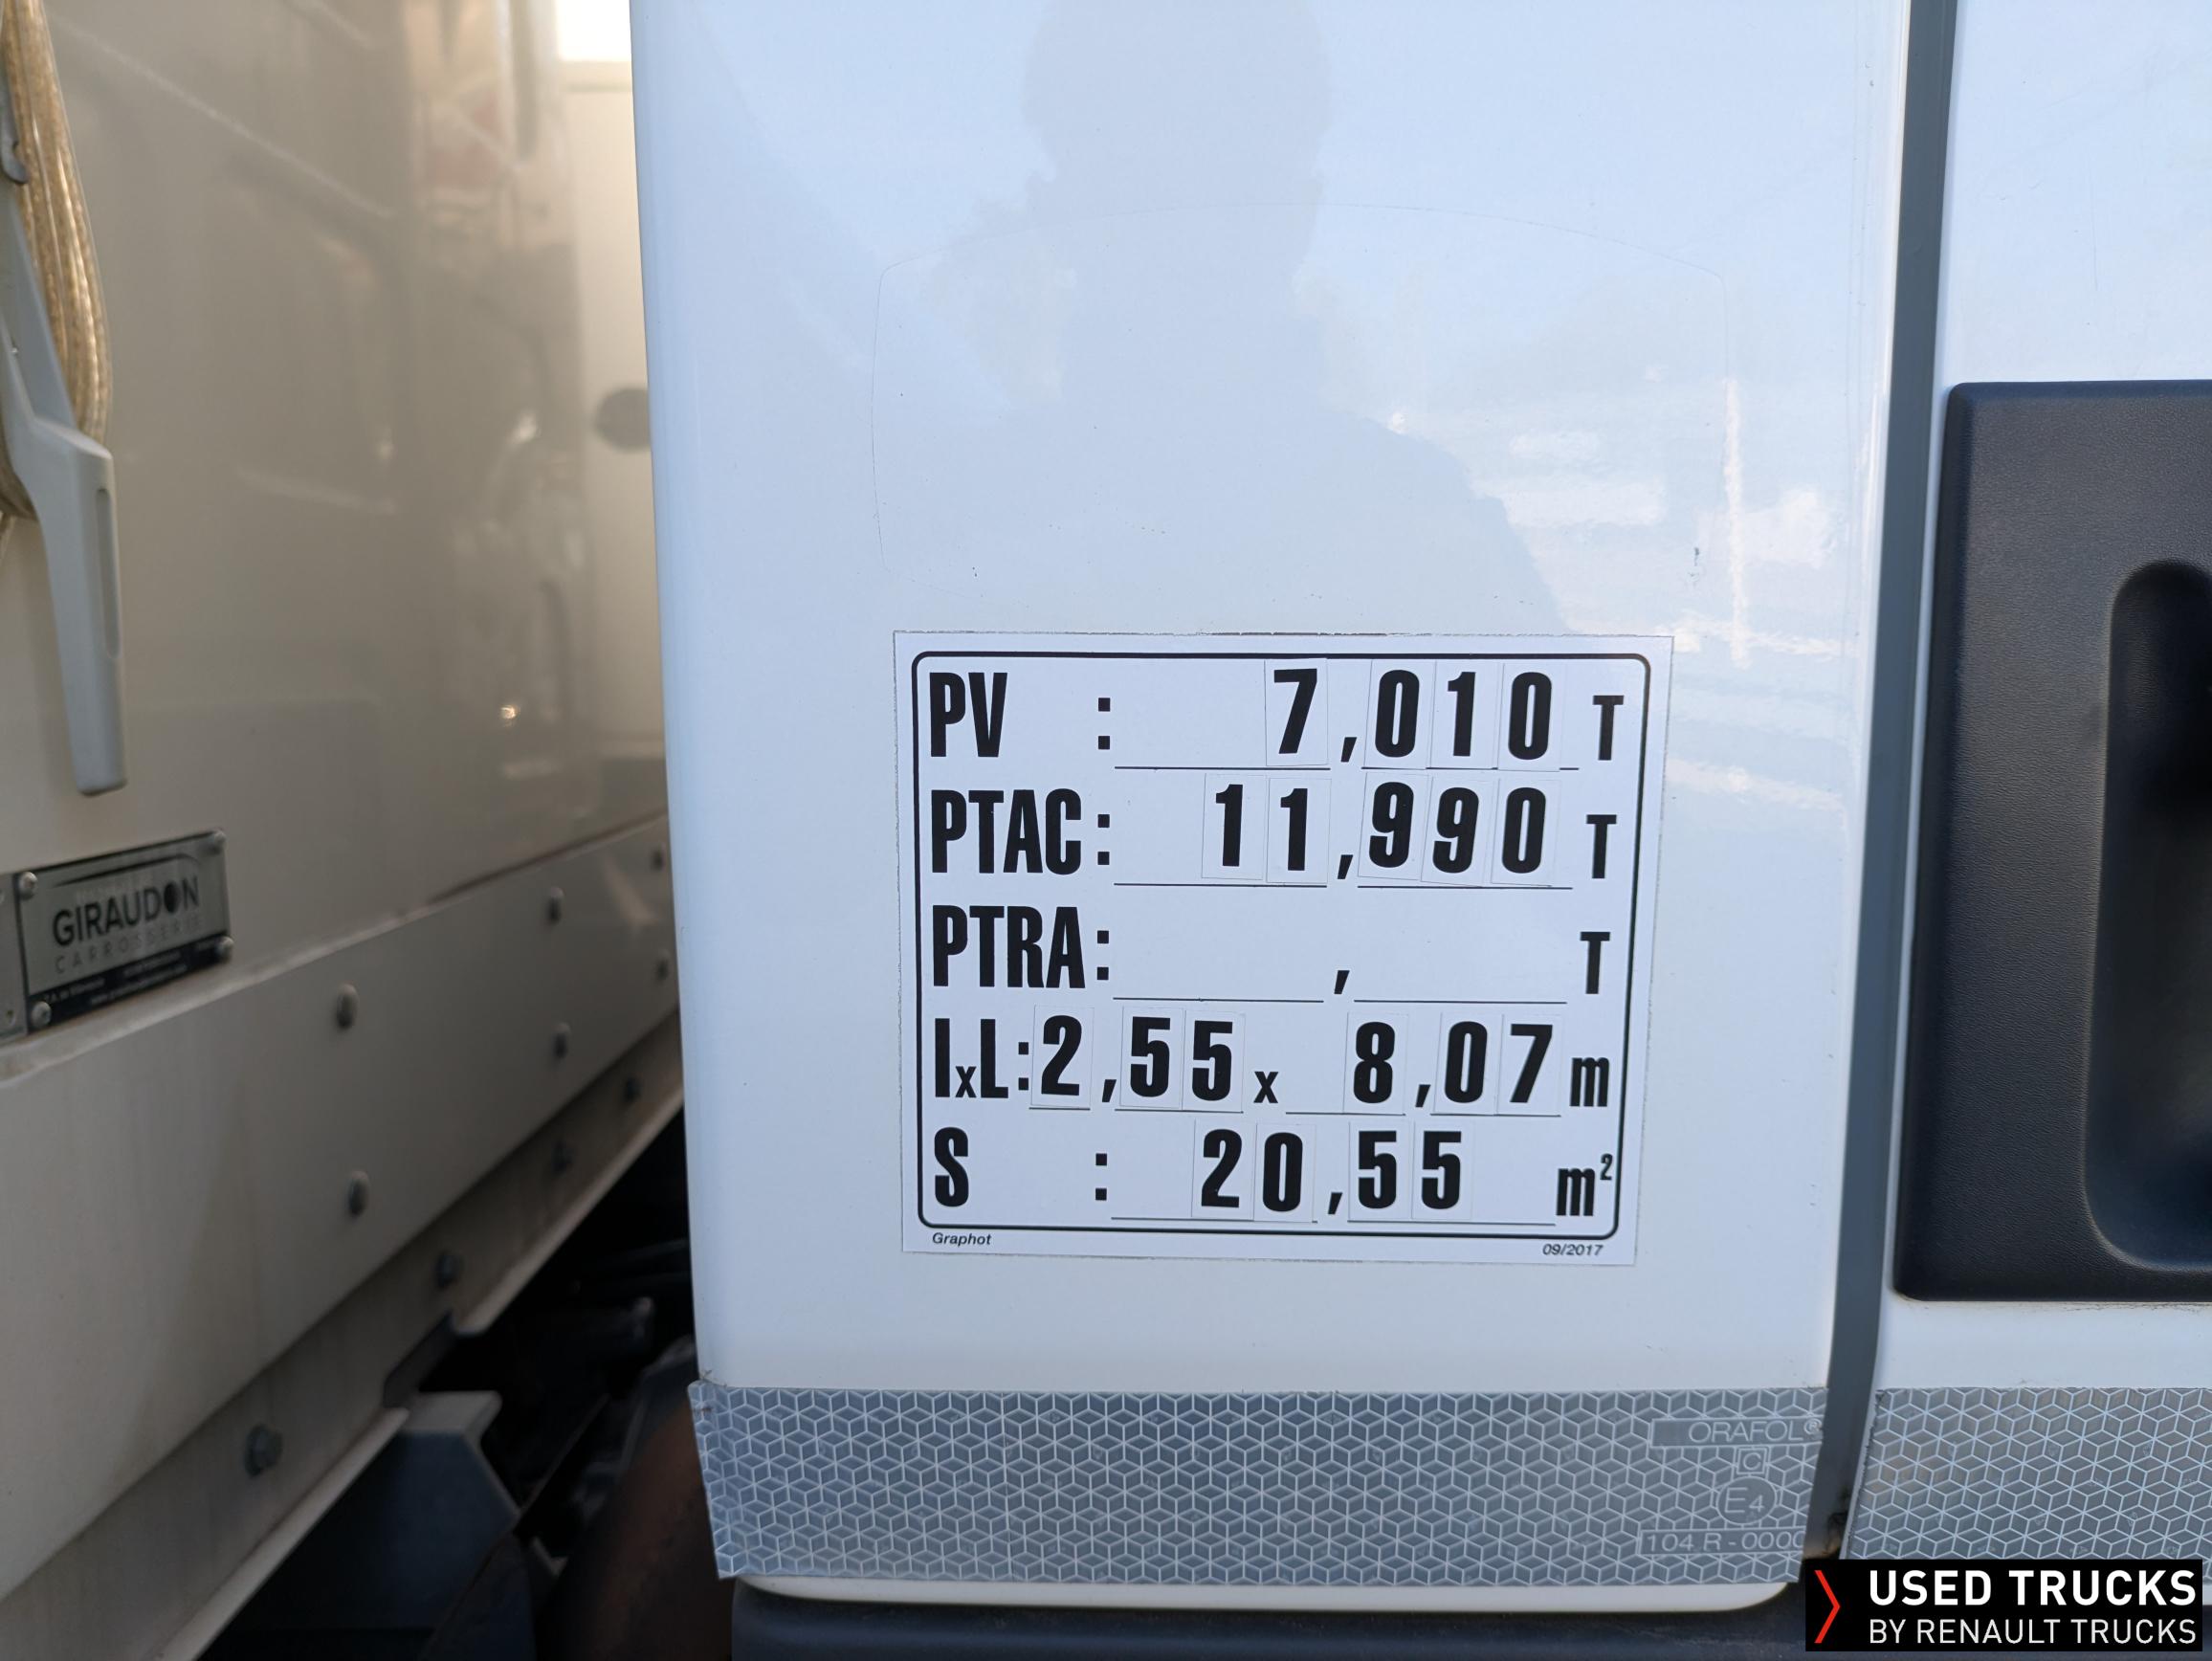 GIRAUDON
CARROSSERIE
PV : 7,010 T
PTAC : 11,990 T
PTRA : , T
lxL : 2,55 x 8,07 m
S : 20,55 m²
Graphot 09/2017
ORAFOL®
C
E4
104 R - 000
USED TRUCKS
BY RENAULT TRUCKS